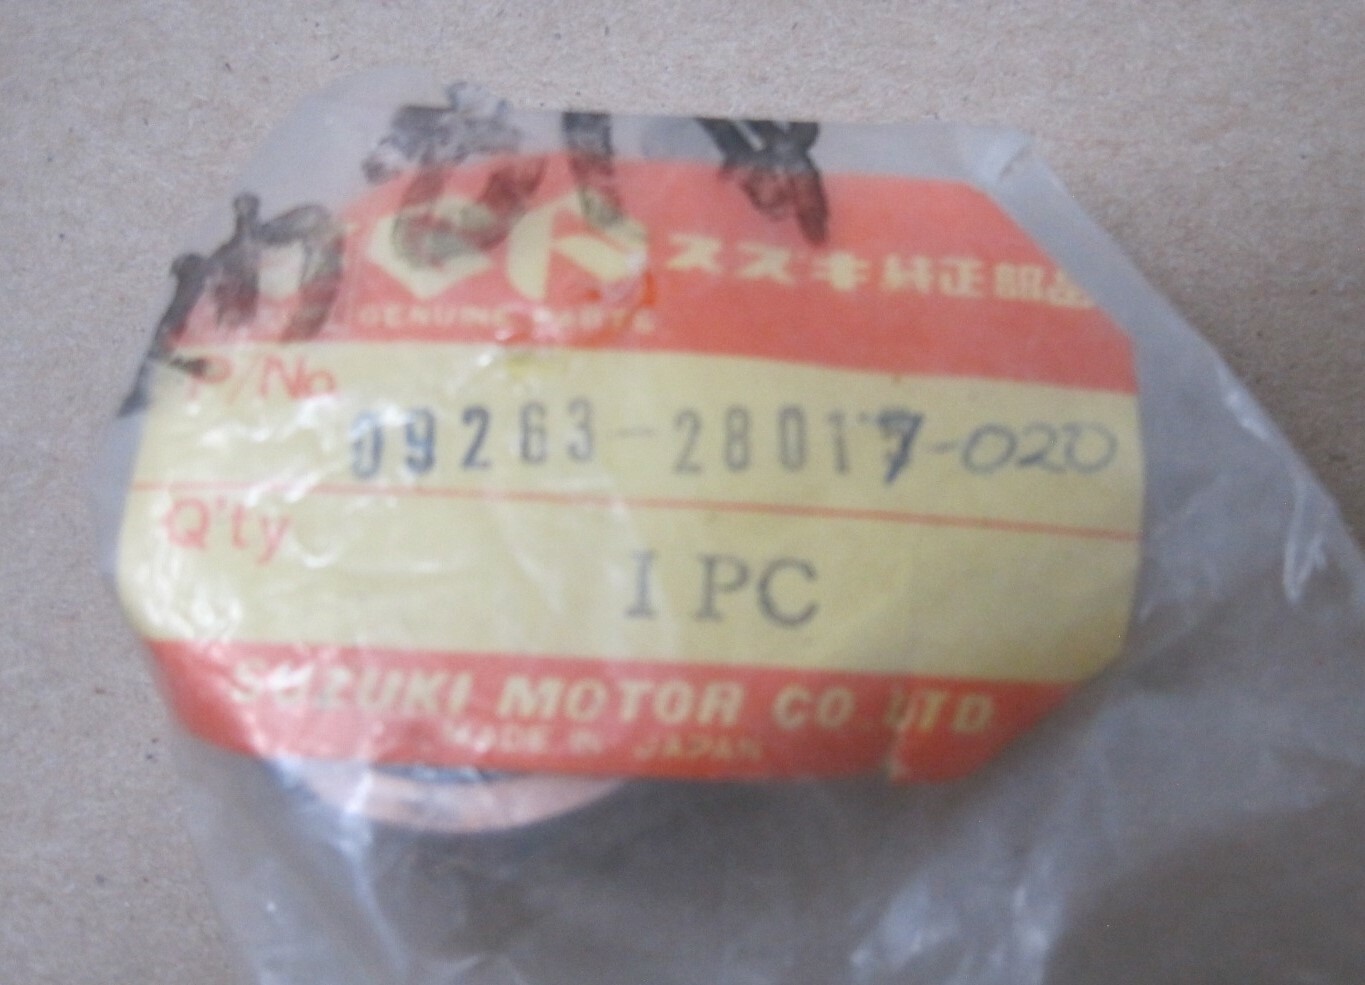 スズキ純正部品
GENUINE PARTS
P/No.
09263-28017-020
Q'ty
1 PC
SUZUKI MOTOR CO.,LTD.
MADE IN JAPAN